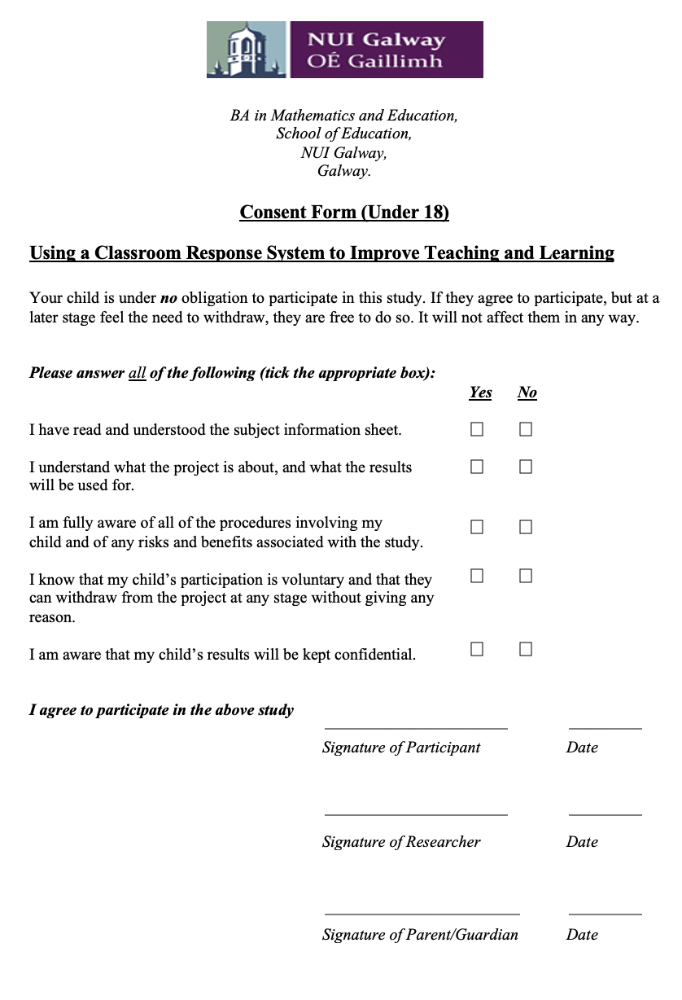 NUI Galway
OÉ Gaillimh
BA in Mathematics and Education,
School of Education,
NUI Galway,
Galway.
Consent Form (Under 18)
Using a Classroom Response System to Improve Teaching and Learning
Your child is under no obligation to participate in this study. If they agree to participate, but at a
later stage feel the need to withdraw, they are free to do so. It will not affect them in any way.
Please answer all of the following (tick the appropriate box):
Yes No
I have read and understood the subject information sheet.
I understand what the project is about, and what the results
will be used for.
I am fully aware of all of the procedures involving my
child and of any risks and benefits associated with the study.
I know that my child’s participation is voluntary and that they
can withdraw from the project at any stage without giving any
reason.
I am aware that my child’s results will be kept confidential.
I agree to participate in the above study
Signature of Participant Date
Signature of Researcher Date
Signature of Parent/Guardian Date